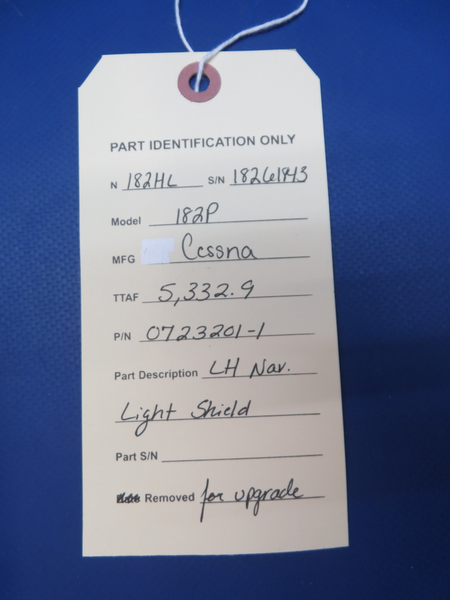 PART IDENTIFICATION ONLY
N 182HL S/N 18261843
Model 182P
MFG Cessna
TTAF 5,332.9
P/N 0723201-1
Part Description LH Nav.
Light Shield
Part S/N
Removed for upgrade